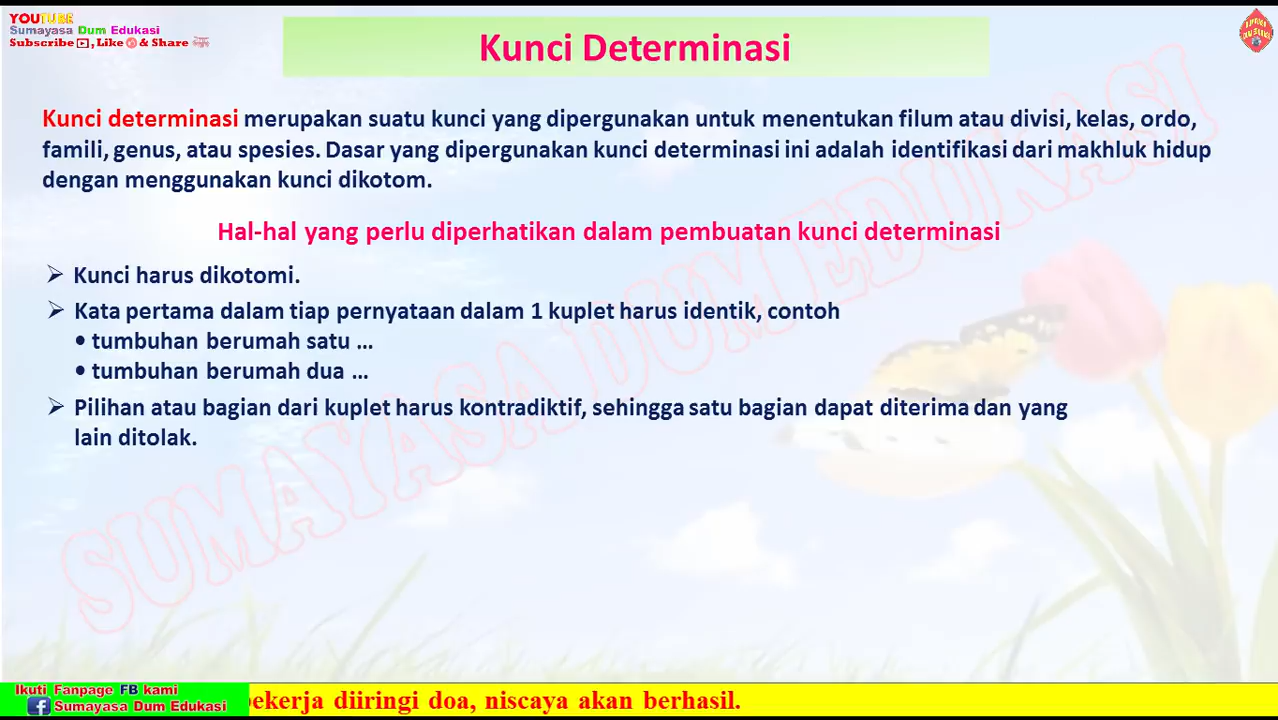 YOUTUBE
Sumayasa Dum Edukasi
Subscribe, Like & Share
Kunci Determinasi
Kunci determinasi merupakan suatu kunci yang dipergunakan untuk menentukan filum atau divisi, kelas, ordo,
famili, genus, atau spesies. Dasar yang dipergunakan kunci determinasi ini adalah identifikasi dari makhluk hidup
dengan menggunakan kunci dikotom.
Hal-hal yang perlu diperhatikan dalam pembuatan kunci determinasi
➢ Kunci harus dikotomi.
➢ Kata pertama dalam tiap pernyataan dalam 1 kuplet harus identik, contoh
• tumbuhan berumah satu ...
• tumbuhan berumah dua ...
➢ Pilihan atau bagian dari kuplet harus kontradiktif, sehingga satu bagian dapat diterima dan yang
lain ditolak.
SUMAYASA DUM EDUKASI
Ikuti Fanpage FB kami
Sumayasa Dum Edukasi
bekerja diiringi doa, niscaya akan berhasil.